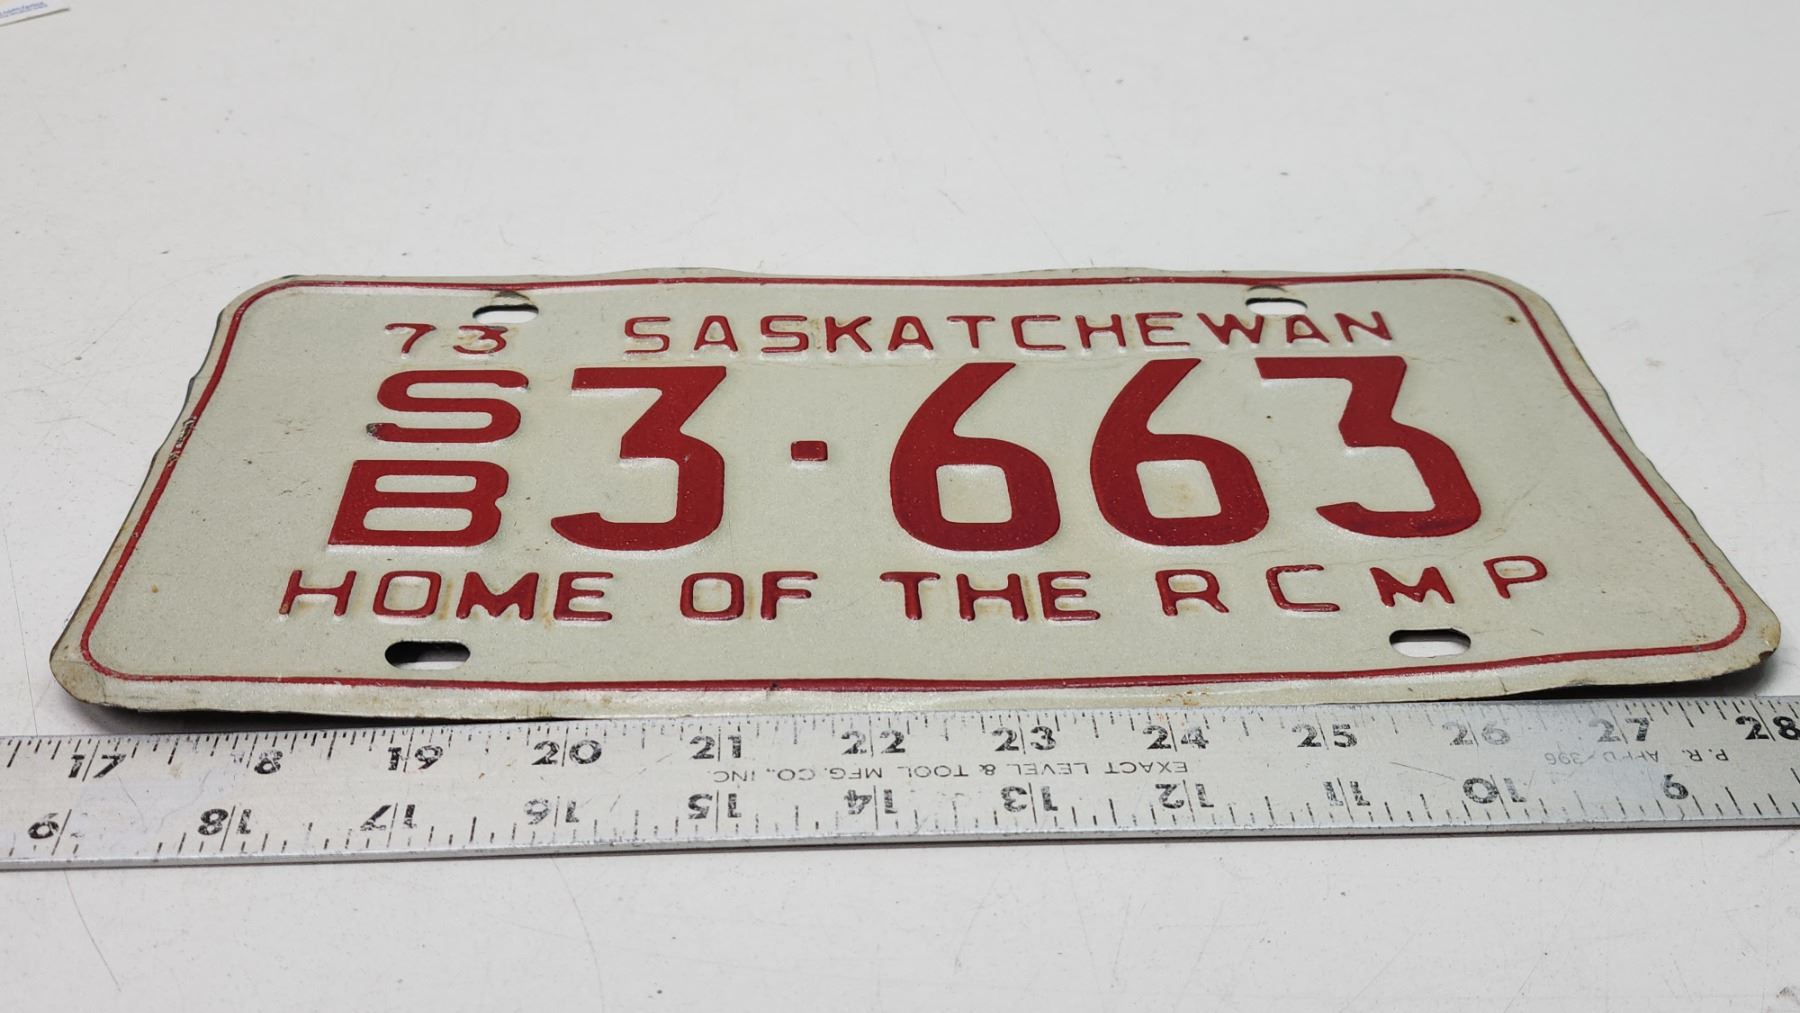 73 SASKATCHEWAN
SB 3·663
HOME OF THE RCMP
17 18 19 20 21 22 23 24 25 26 27 28
EXACT LEVEL & TOOL MFG. CO., INC.
9 10 11 12 13 14 15 16 17 18